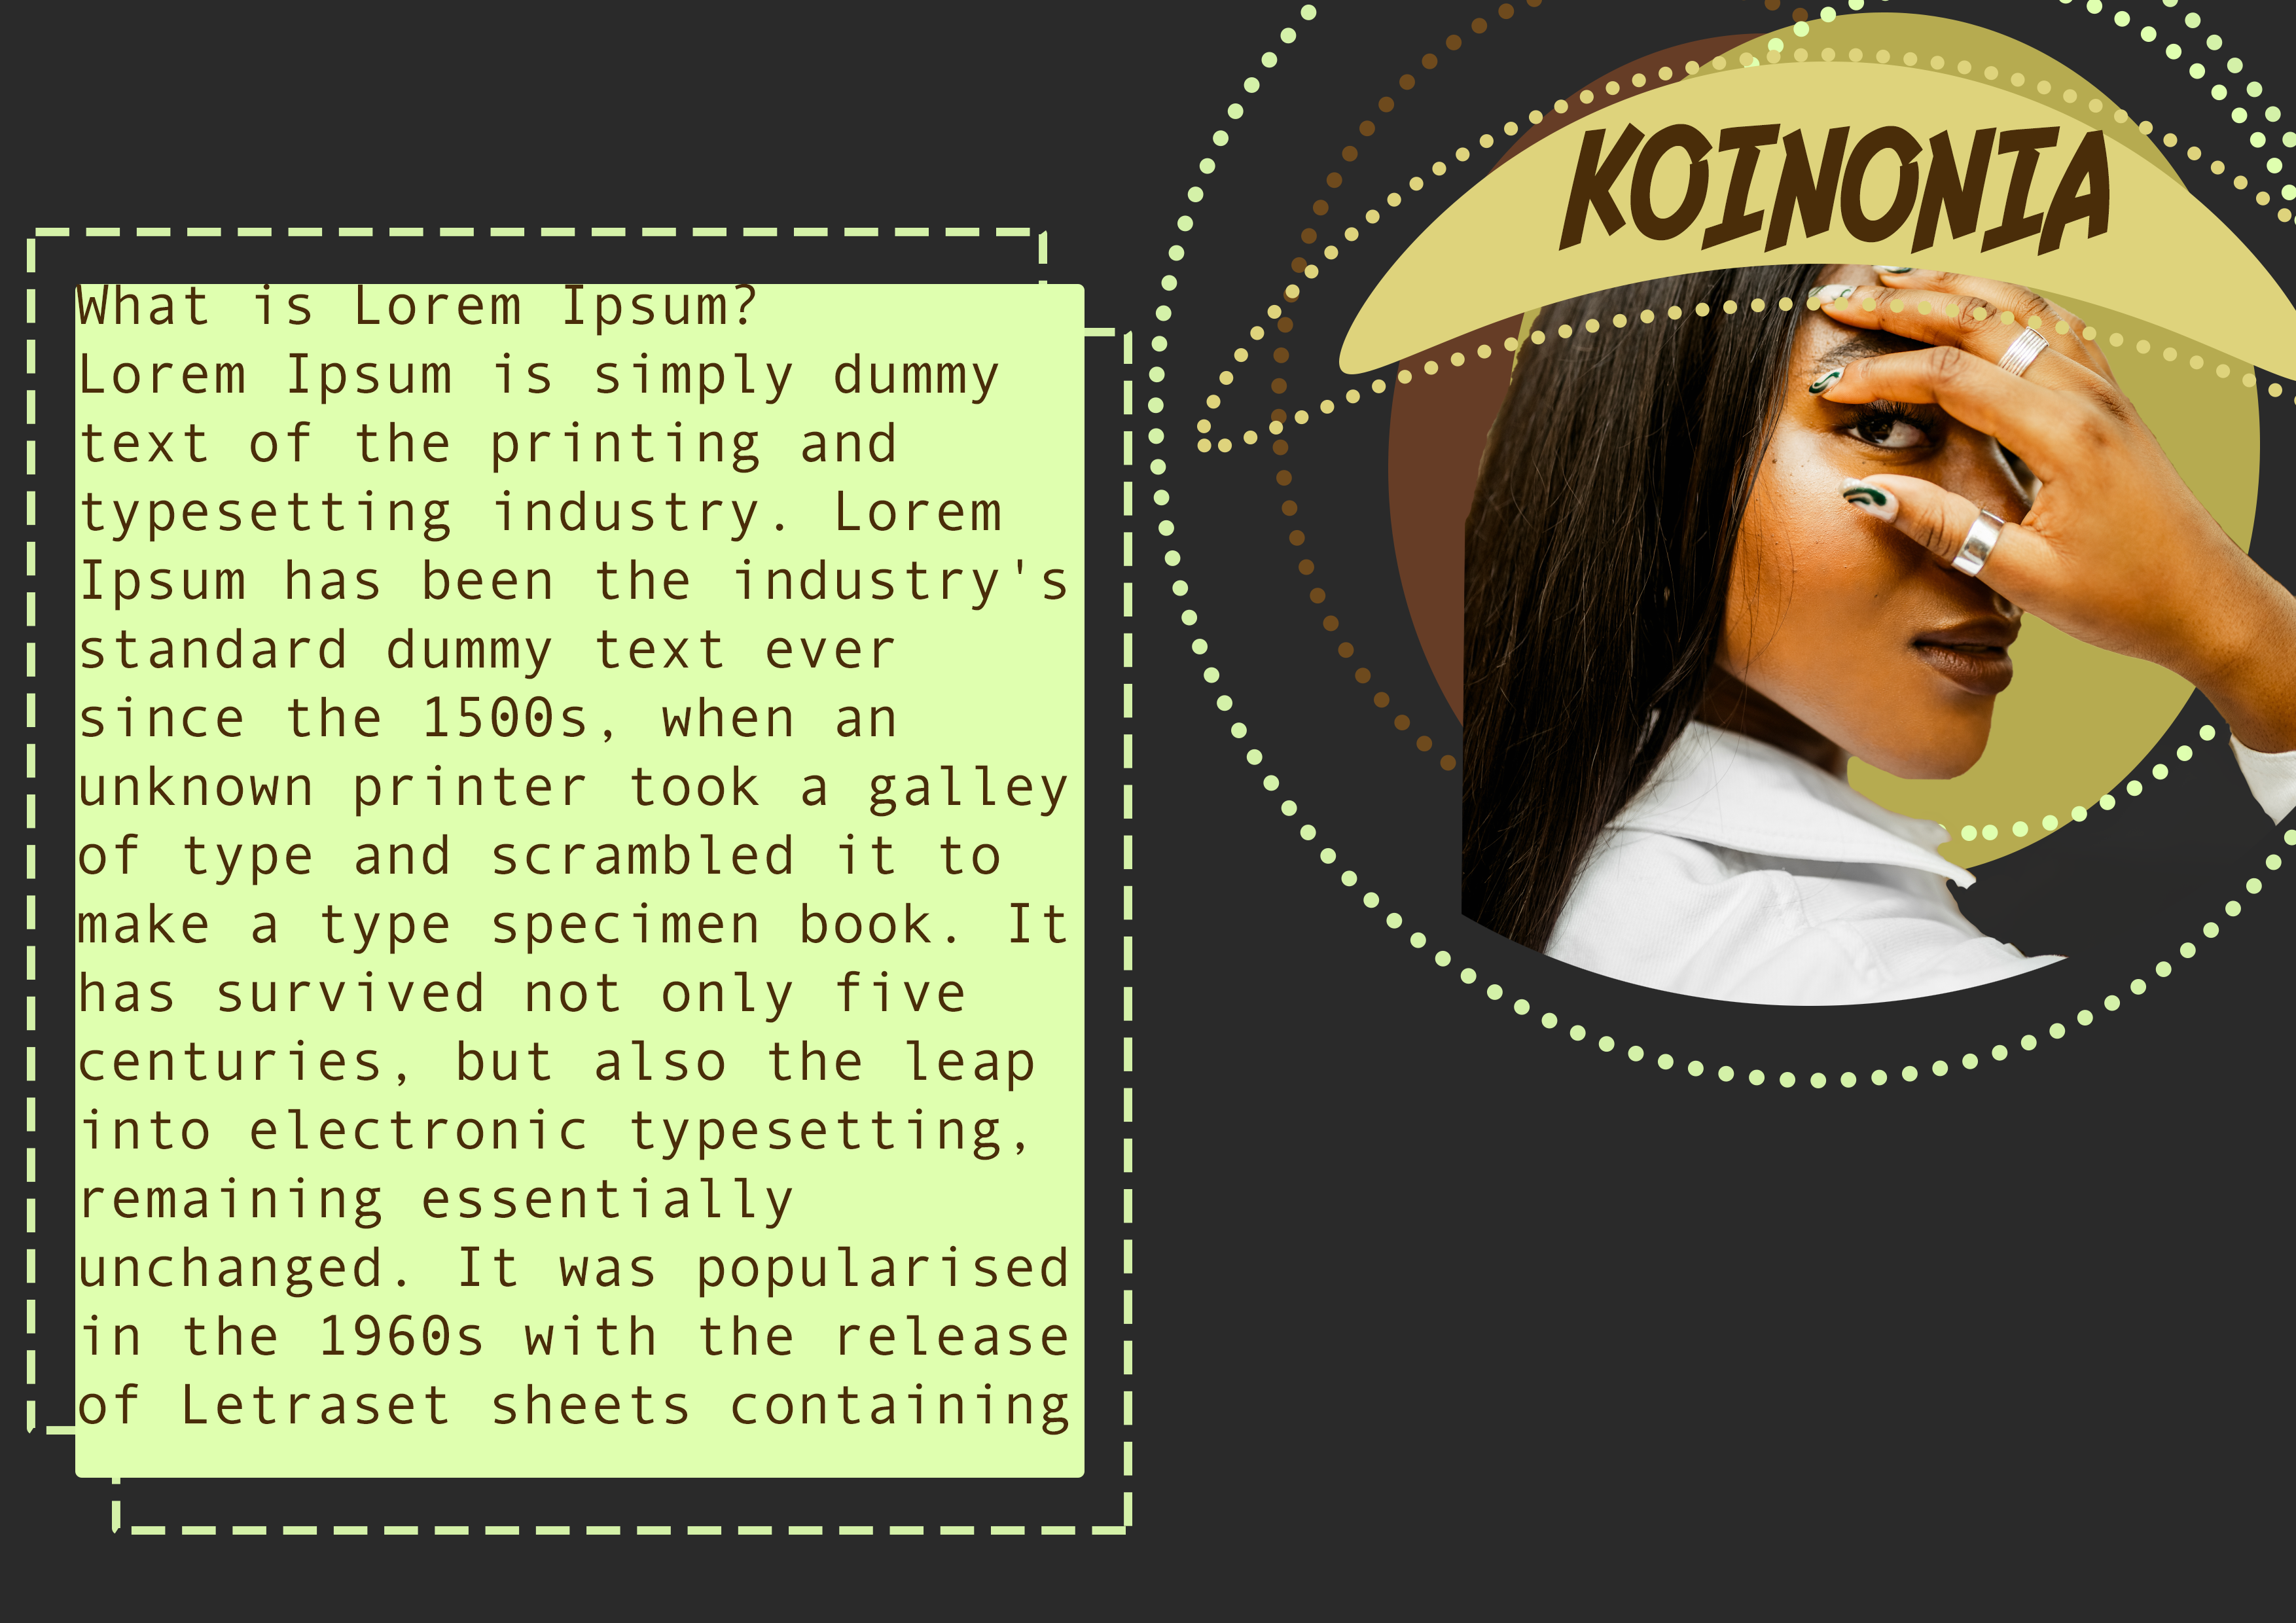 KOINONIA
What is Lorem Ipsum?
Lorem Ipsum is simply dummy
text of the printing and
typesetting industry. Lorem
Ipsum has been the industry's
standard dummy text ever
since the 1500s, when an
unknown printer took a galley
of type and scrambled it to
make a type specimen book. It
has survived not only five
centuries, but also the leap
into electronic typesetting,
remaining essentially
unchanged. It was popularised
in the 1960s with the release
of Letraset sheets containing